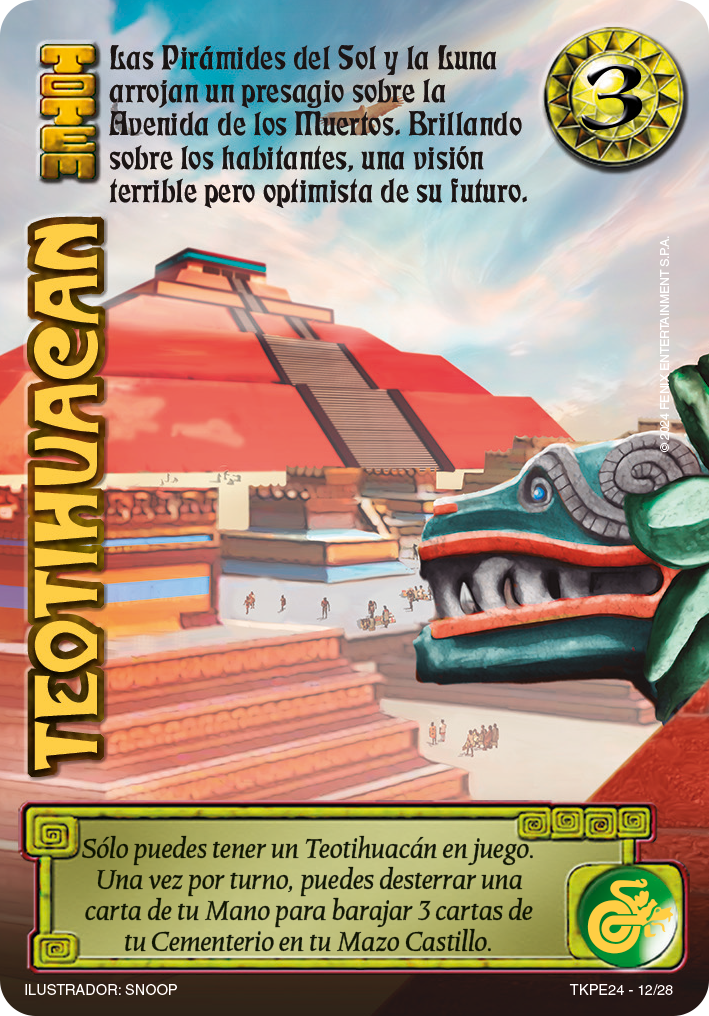 TOTEM
Las Pirámides del Sol y la Luna
arrojan un presagio sobre la
Avenida de los Muertos. Brillando
sobre los habitantes, una visión
terrible pero optimista de su futuro.
3
TEOTIHUACAN
© 2024 FENIX ENTERTAINMENT S.P.A.
Sólo puedes tener un Teotihuacán en juego.
Una vez por turno, puedes desterrar una
carta de tu Mano para barajar 3 cartas de
tu Cementerio en tu Mazo Castillo.
ILUSTRADOR: SNOOP
TKPE24 - 12/28